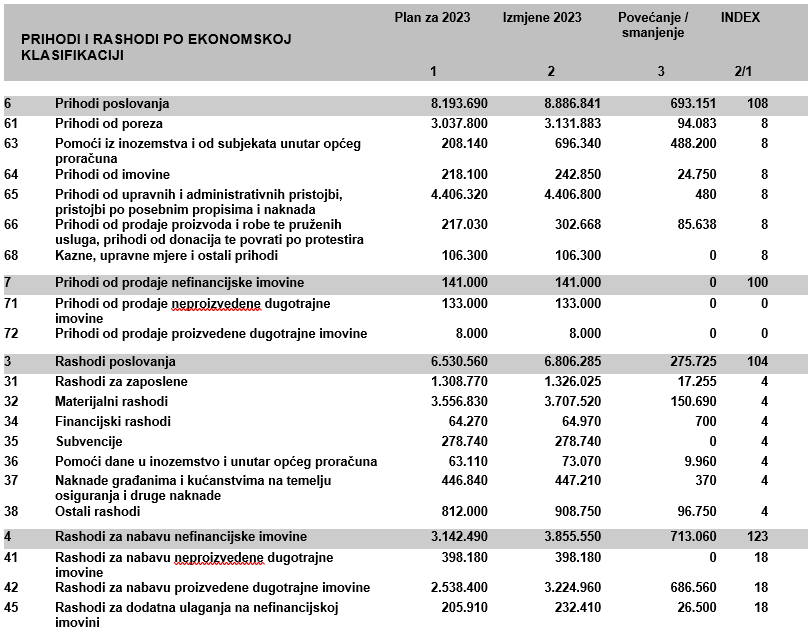 Plan za 2023 Izmjene 2023 Povećanje / INDEX
smanjenje
PRIHODI I RASHODI PO EKONOMSKOJ
KLASIFIKACIJI
1 2 3 2/1
6 Prihodi poslovanja 8.193.690 8.886.841 693.151 108
61 Prihodi od poreza 3.037.800 3.131.883 94.083 8
63 Pomoći iz inozemstva i od subjekata unutar općeg 208.140 696.340 488.200 8
proračuna
64 Prihodi od imovine 218.100 242.850 24.750 8
65 Prihodi od upravnih i administrativnih pristojbi, 4.406.320 4.406.800 480 8
pristojbi po posebnim propisima i naknada
66 Prihodi od prodaje proizvoda i robe te pruženih 217.030 302.668 85.638 8
usluga, prihodi od donacija te povrati po protestira
68 Kazne, upravne mjere i ostali prihodi 106.300 106.300 0 8
7 Prihodi od prodaje nefinancijske imovine 141.000 141.000 0 100
71 Prihodi od prodaje neproizvedene dugotrajne 133.000 133.000 0 0
imovine
72 Prihodi od prodaje proizvedene dugotrajne imovine 8.000 8.000 0 0
3 Rashodi poslovanja 6.530.560 6.806.285 275.725 104
31 Rashodi za zaposlene 1.308.770 1.326.025 17.255 4
32 Materijalni rashodi 3.556.830 3.707.520 150.690 4
34 Financijski rashodi 64.270 64.970 700 4
35 Subvencije 278.740 278.740 0 4
36 Pomoći dane u inozemstvo i unutar općeg proračuna 63.110 73.070 9.960 4
37 Naknade građanima i kućanstvima na temelju 446.840 447.210 370 4
osiguranja i druge naknade
38 Ostali rashodi 812.000 908.750 96.750 4
4 Rashodi za nabavu nefinancijske imovine 3.142.490 3.855.550 713.060 123
41 Rashodi za nabavu neproizvedene dugotrajne 398.180 398.180 0 18
imovine
42 Rashodi za nabavu proizvedene dugotrajne imovine 2.538.400 3.224.960 686.560 18
45 Rashodi za dodatna ulaganja na nefinancijskoj 205.910 232.410 26.500 18
imovini